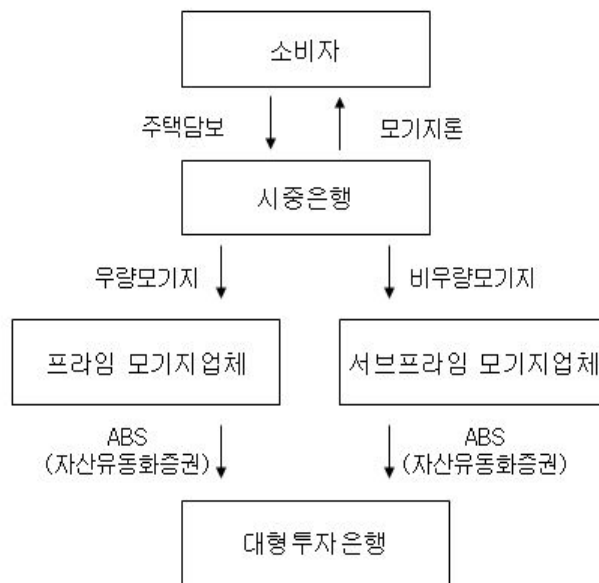 소비자
주택담보
모기지론
시중은행
우량모기지
비우량모기지
프라임 모기지업체
서브프라임 모기지업체
ABS
(자산유동화증권)
ABS
(자산유동화증권)
대형투자은행